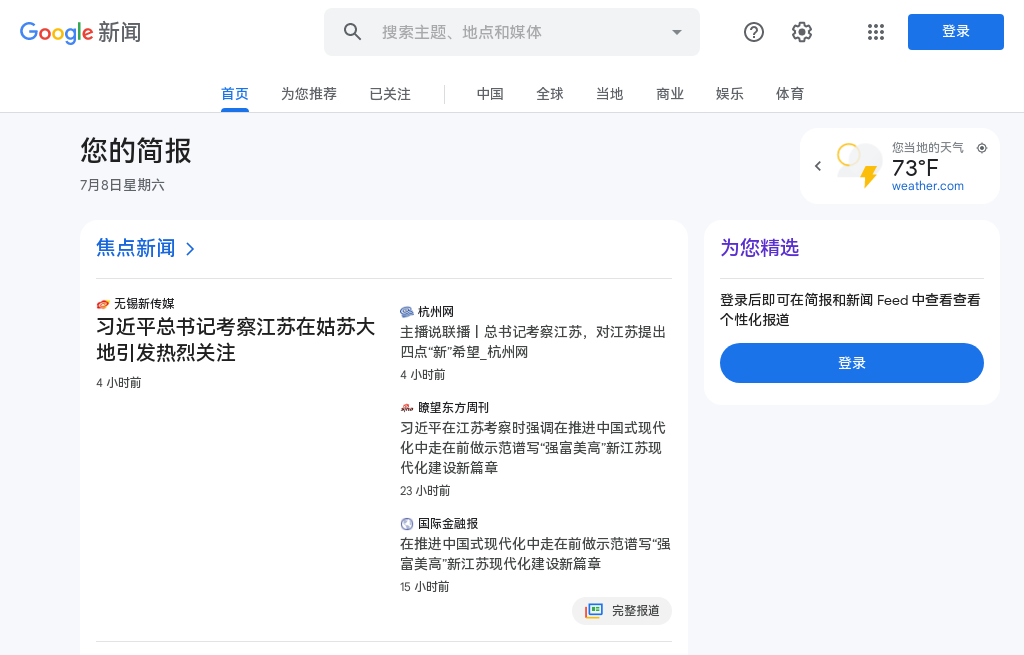 Google 新闻
搜索主题、地点和媒体
登录
首页 为您推荐 已关注 中国 全球 当地 商业 娱乐 体育
您的简报
7月8日星期六
您当地的天气
73°F
weather.com
焦点新闻
无锡新传媒
习近平总书记考察江苏在姑苏大
地引发热烈关注
4 小时前
杭州网
主播说联播丨总书记考察江苏，对江苏提出
四点“新”希望_杭州网
4 小时前
瞭望东方周刊
习近平在江苏考察时强调在推进中国式现代
化中走在前做示范谱写“强富美高”新江苏现
代化建设新篇章
23 小时前
国际金融报
在推进中国式现代化中走在前做示范谱写“强
富美高”新江苏现代化建设新篇章
15 小时前
完整报道
为您精选
登录后即可在简报和新闻 Feed 中查看查看
个性化报道
登录